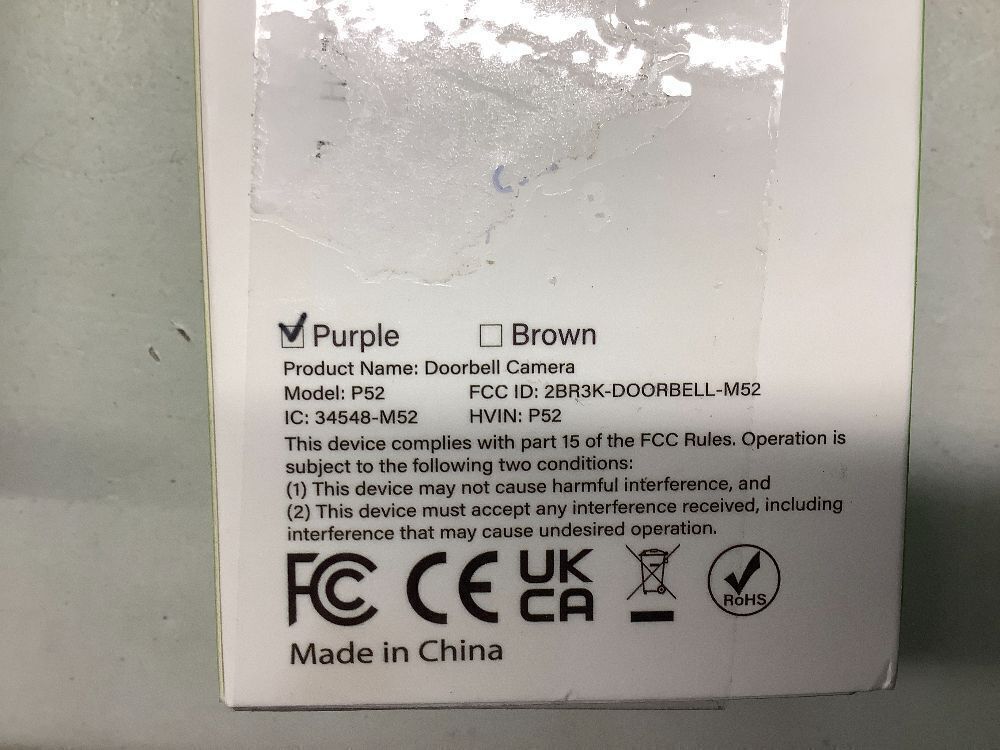 Purple Brown
Product Name: Doorbell Camera
Model: P52 FCC ID: 2BR3K-DOORBELL-M52
IC: 34548-M52 HVIN: P52
This device complies with part 15 of the FCC Rules. Operation is
subject to the following two conditions:
(1) This device may not cause harmful interference, and
(2) This device must accept any interference received, including
interference that may cause undesired operation.
FC CE UK
CA
RoHS
Made in China